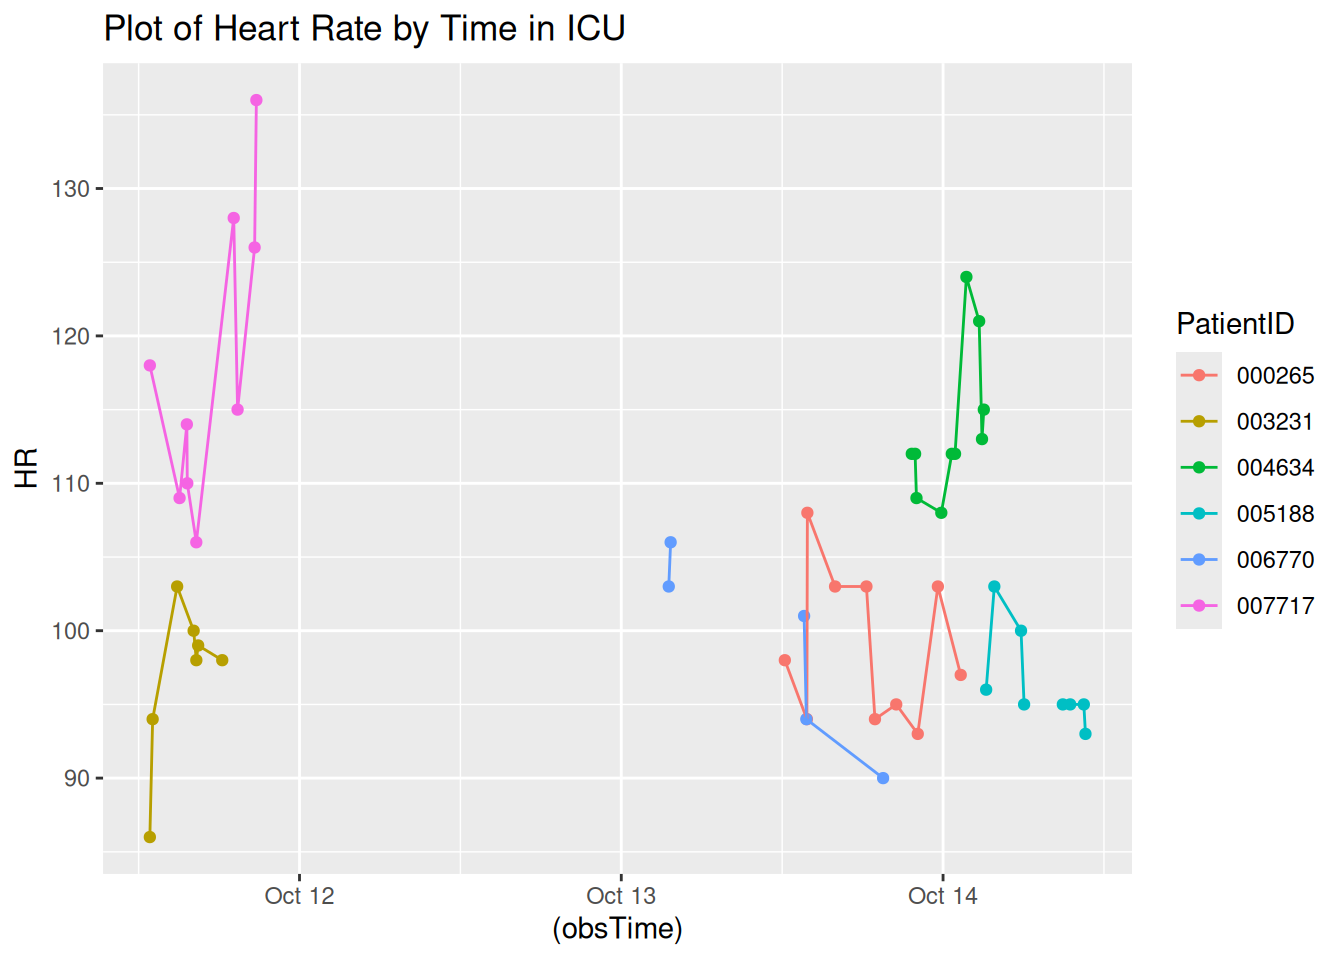 Plot of Heart Rate by Time in ICU
HR
130
120
110
100
90
Oct 12
Oct 13
Oct 14
(obsTime)
PatientID
000265
003231
004634
005188
006770
007717